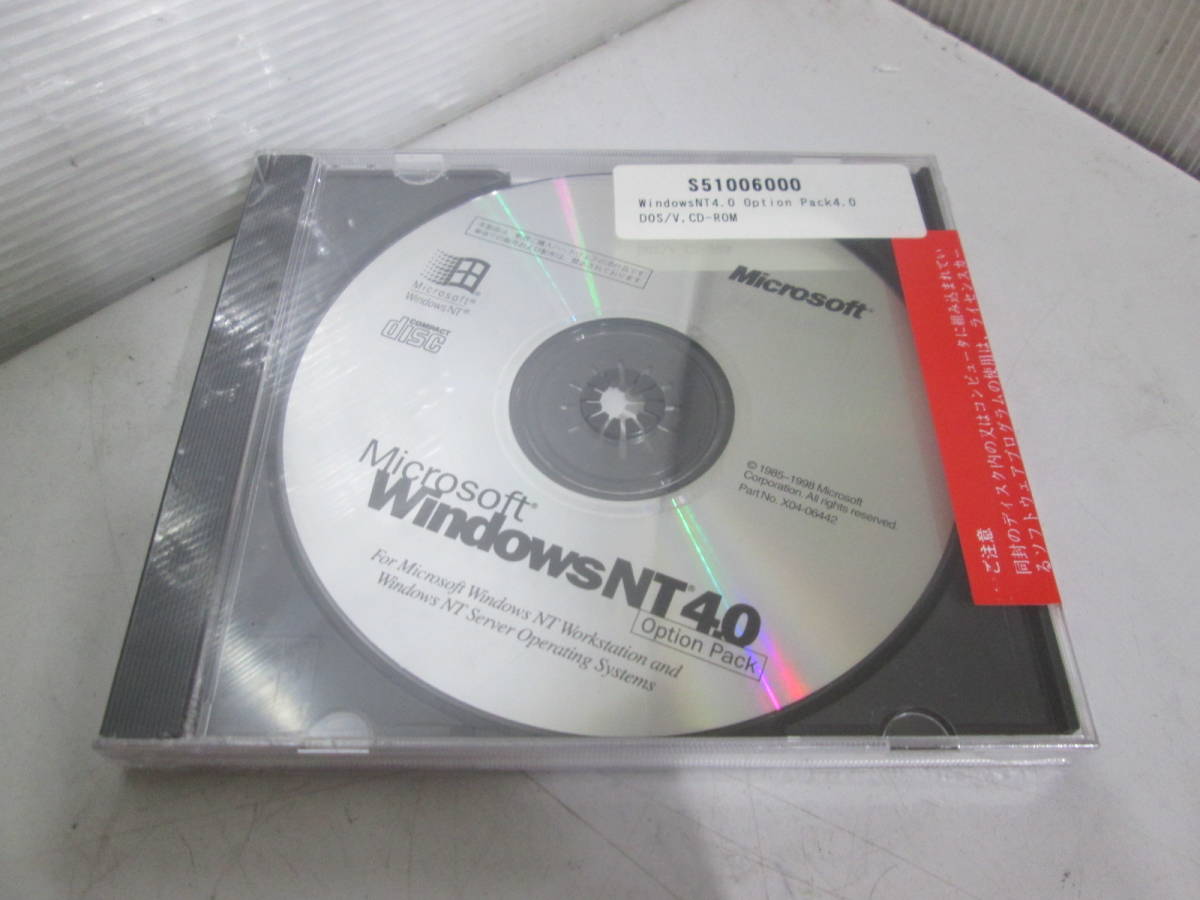 S51006000
WindowsNT4.0 Option Pack4.0
DOS/V,CD-ROM
Microsoft®
Microsoft®
WindowsNT®
COMPACT
disc
© 1985–1998 Microsoft
Corporation. All rights reserved.
Part No. X04-06442
Microsoft®
WindowsNT® 4.0
Option Pack
For Microsoft Windows NT Workstation and
Windows NT Server Operating Systems
ご注意
同封のディスク内の又はコンピュータに組み込まれてい
るソフトウェアプログラムの使用は、ライセンスカー